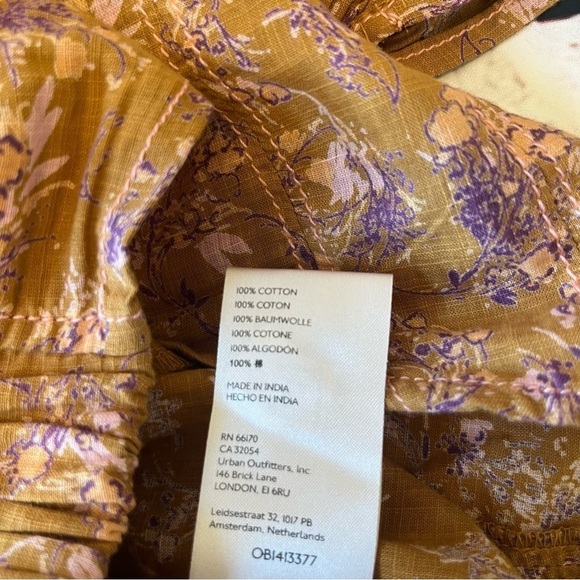 100% COTTON
100% COTON
100% BAUMWOLLE
100% COTONE
100% ALGODÓN
100% 棉
MADE IN INDIA
HECHO EN INDIA
RN 66170
CA 32054
Urban Outfitters, Inc
146 Brick Lane
LONDON, E1 6RU
Leidsestraat 32, 1017 PB
Amsterdam, Netherlands
OB1413377